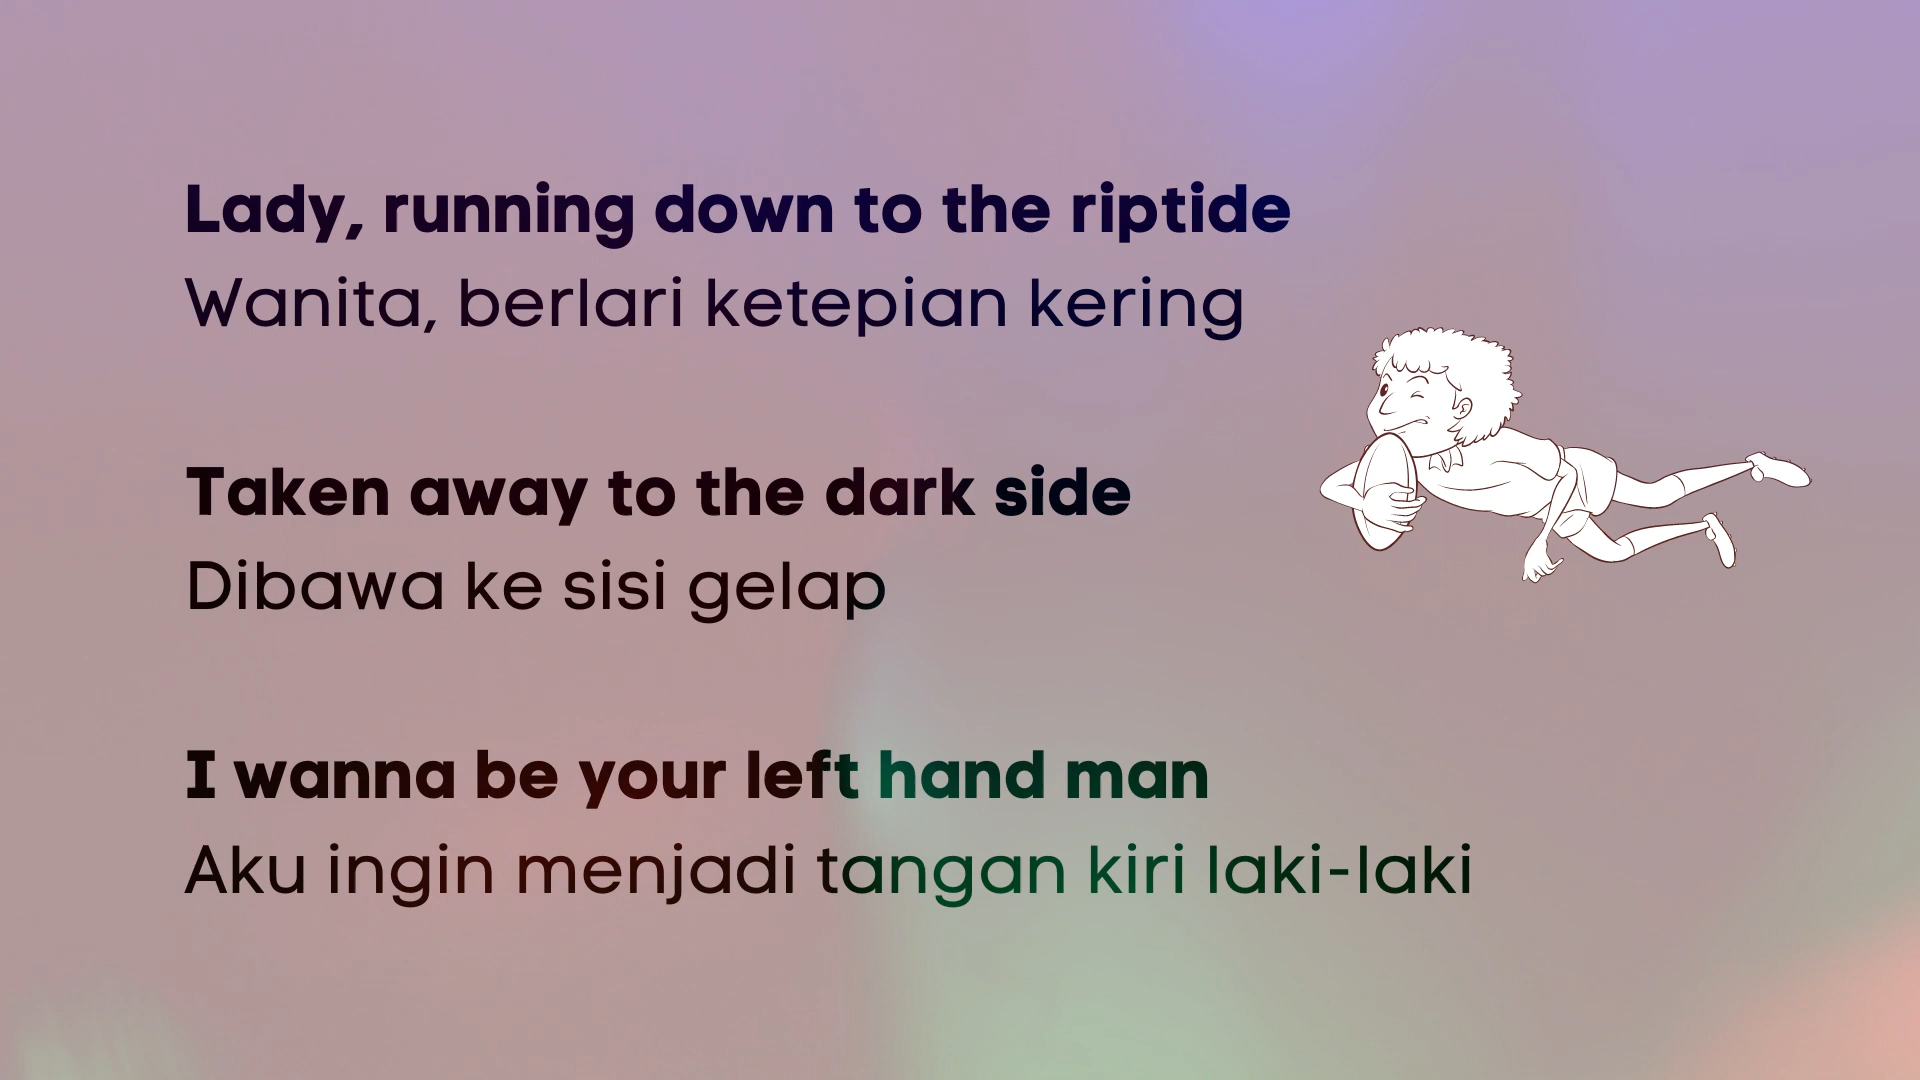 Lady, running down to the riptide
Wanita, berlari ketepian kering
Taken away to the dark side
Dibawa ke sisi gelap
I wanna be your left hand man
Aku ingin menjadi tangan kiri laki-laki